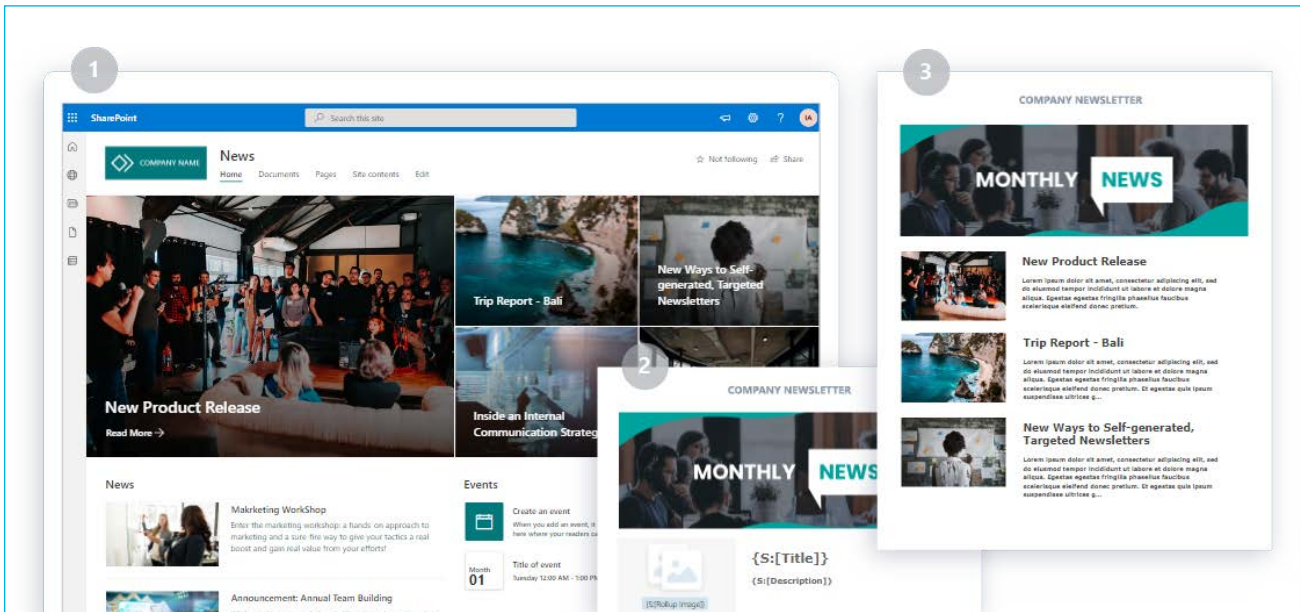 1
SharePoint
Search this site
?
IA
COMPANY NAME
News
Home Documents Pages Site contents Edit
Not following
Share
New Product Release
Read More →
Trip Report - Bali
New Ways to Self-
generated, Targeted
Newsletters
Inside an Internal
Communication Strateg
News
Makrketing WorkShop
Enter the marketing workshop: a hands on approach to
marketing and a sure fire way to give your tactics a real
boost and gain real value from your efforts!
Announcement: Annual Team Building
Events
Create an event
When you add an event, it
here where your readers ca
Month
01
Title of event
Tuesday 12:00 AM - 1:00 PM
2
COMPANY NEWSLETTER
MONTHLY NEWS
{S:[Title]}
{S:[Description]}
{S:[Rollup Image]}
3
COMPANY NEWSLETTER
MONTHLY NEWS
New Product Release
Lorem ipsum dolor sit amet, consectetur adipiscing elit, sed
do eiusmod tempor incididunt ut labore et dolore magna
aliqua. Egestas egestas fringilla phasellus faucibus
scelerisque eleifend donec pretium.
Trip Report - Bali
Lorem ipsum dolor sit amet, consectetur adipiscing elit, sed
do eiusmod tempor incididunt ut labore et dolore magna
aliqua. Egestas egestas fringilla phasellus faucibus
scelerisque eleifend donec pretium. Et egestas quis ipsum
suspendisse ultrices g...
New Ways to Self-generated,
Targeted Newsletters
Lorem ipsum dolor sit amet, consectetur adipiscing elit, sed
do eiusmod tempor incididunt ut labore et dolore magna
aliqua. Egestas egestas fringilla phasellus faucibus
scelerisque eleifend donec pretium. Et egestas quis ipsum
suspendisse ultrices g...